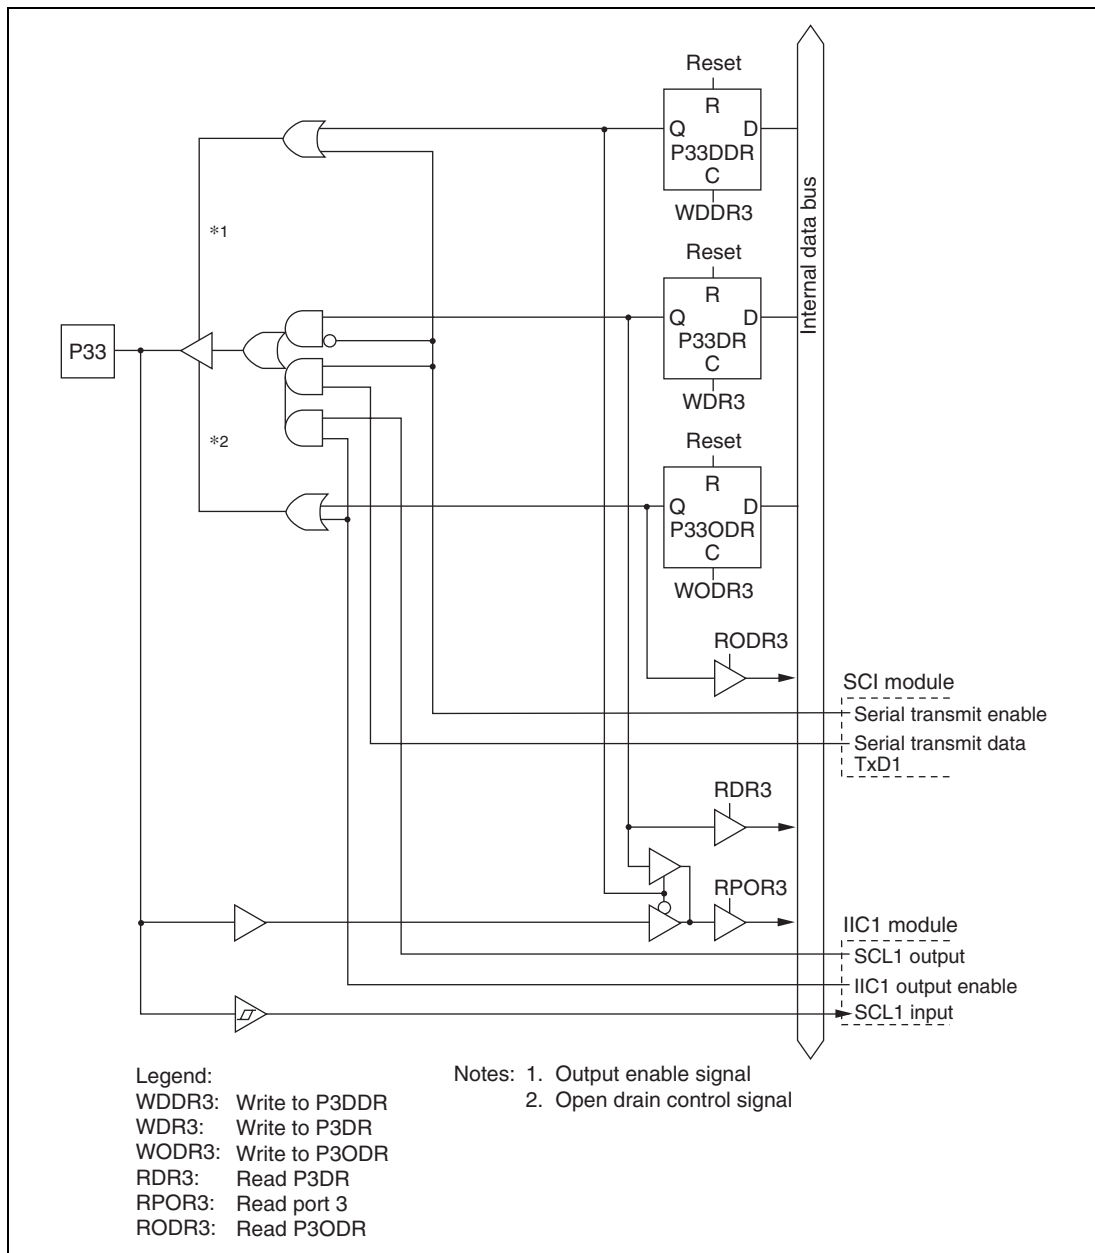 Reset
R
Q D
P33DDR
C
WDDR3
*1
Internal data bus
Reset
R
Q D
P33DR
C
WDR3
P33
*2
Reset
R
Q D
P33ODR
C
WODR3
RODR3
SCI module
Serial transmit enable
Serial transmit data
TxD1
RDR3
RPOR3
IIC1 module
SCL1 output
IIC1 output enable
SCL1 input
Legend:
WDDR3: Write to P3DDR
WDR3: Write to P3DR
WODR3: Write to P3ODR
RDR3: Read P3DR
RPOR3: Read port 3
RODR3: Read P3ODR
Notes: 1. Output enable signal
2. Open drain control signal